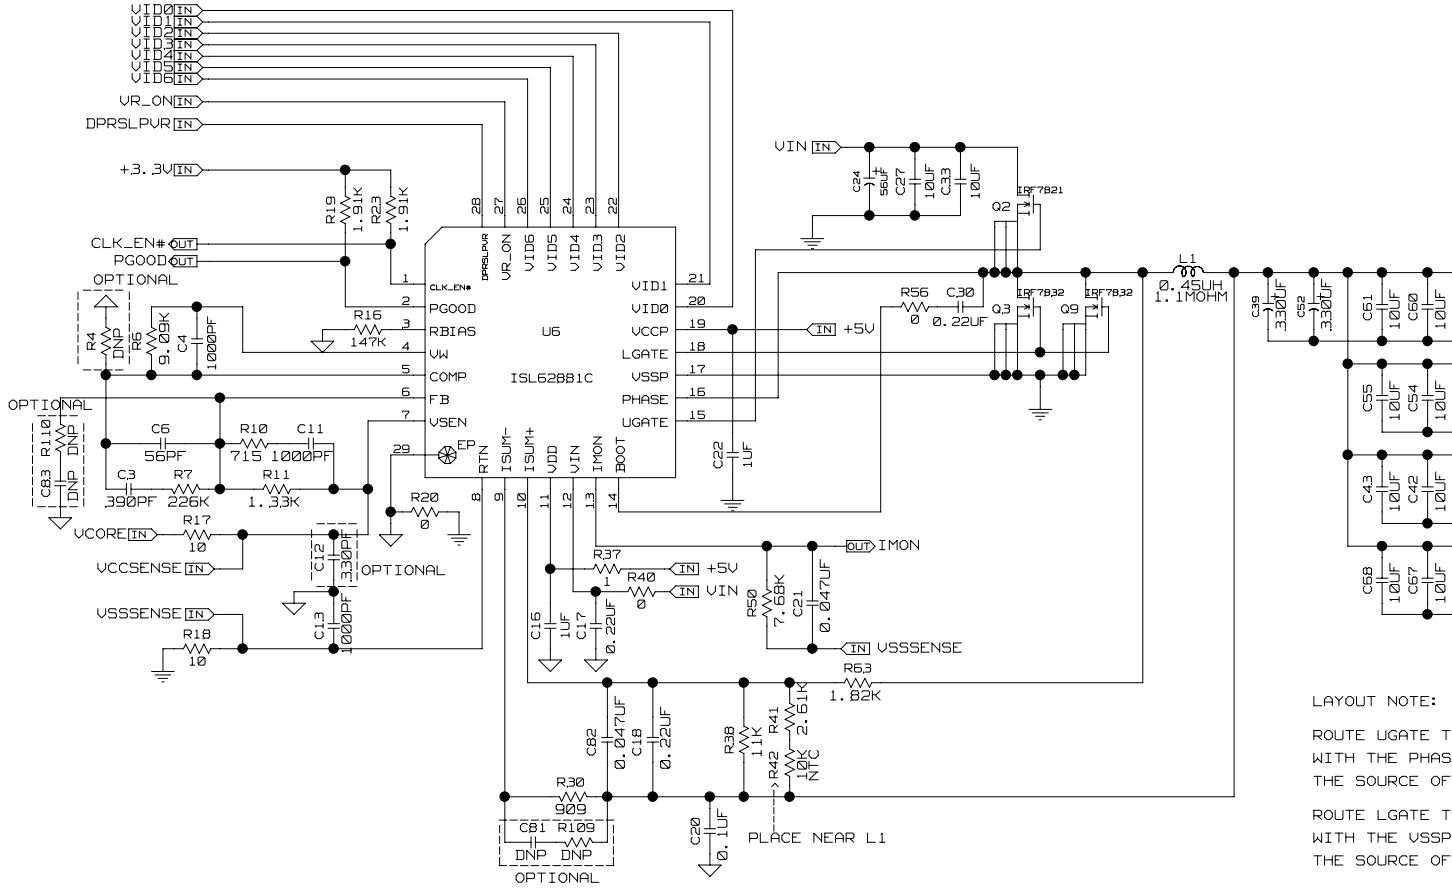 VID0 IN
VID1 IN
VID2 IN
VID3 IN
VID4 IN
VID5 IN
VID6 IN
VR_ON IN
DPRSLPVR IN
+3.3V IN
R19
1.91K
R23
1.91K
CLK_EN# OUT
PGOOD OUT
OPTIONAL
R4
DNP
R6
9.09K
C4
1000PF
R16
147K
28
27
26
25
24
23
22
DPRSLPVR
VR_ON
VID6
VID5
VID4
VID3
VID2
1
CLK_EN#
2
PGOOD
3
RBIAS
4
VW
5
COMP
6
FB
7
VSEN
29
EP
U6
ISL62881C
VID1
21
VID0
20
VCCP
19
LGATE
18
VSSP
17
PHASE
16
UGATE
15
RTN
ISUM-
ISUM+
VDD
VIN
IMON
BOOT
8
9
10
11
12
13
14
VIN IN
C24
56UF
+
C27
10UF
C33
10UF
IRF7821
Q2
R56
0
C30
0.22UF
IRF7832
Q3
IRF7832
Q9
L1
0.45UH
1.1MOHM
C39
330UF
+
C52
330UF
+
C61
10UF
C60
10UF
C55
10UF
C54
10UF
C43
10UF
C42
10UF
C68
10UF
C67
10UF
IN +5V
C22
1UF
OPTIONAL
R110
DNP
C83
DNP
C6
56PF
R10
715
C11
1000PF
C3
390PF
R7
226K
R11
1.33K
R20
0
VCORE IN
R17
10
VCCSENSE IN
C12
330PF
OPTIONAL
VSSSENSE IN
R18
10
C13
1000PF
R37
1
IN +5V
R40
0
IN VIN
C16
1UF
C17
0.22UF
OUT IMON
R50
7.68K
C21
0.047UF
IN VSSSENSE
R63
1.82K
C82
0.047UF
C18
0.22UF
R38
11K
R41
2.61K
R42
10K
NTC
R30
909
C81
DNP
R109
DNP
OPTIONAL
C20
0.1UF
PLACE NEAR L1
LAYOUT NOTE:
ROUTE UGATE T
WITH THE PHAS
THE SOURCE OF
ROUTE LGATE T
WITH THE VSSP
THE SOURCE OF